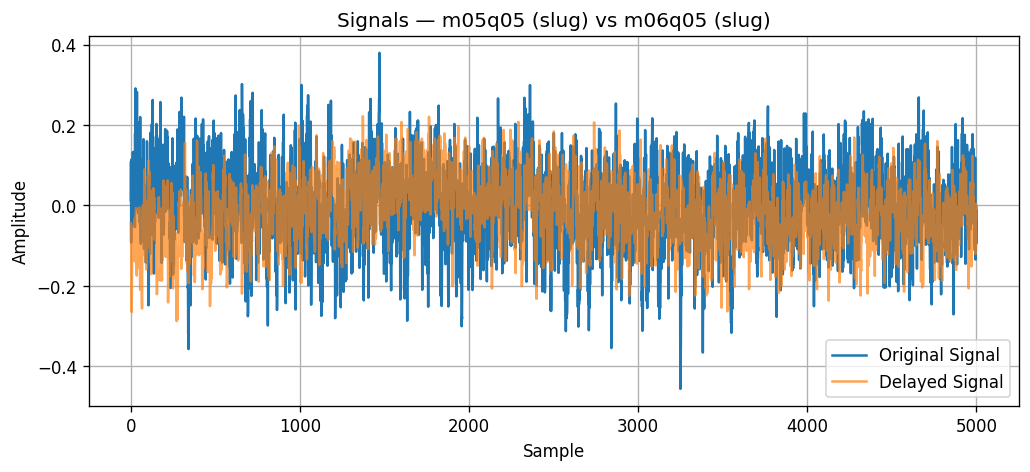 Signals — m05q05 (slug) vs m06q05 (slug)
0.4
0.2
0.0
−0.2
−0.4
Amplitude
Original Signal
Delayed Signal
0 1000 2000 3000 4000 5000
Sample